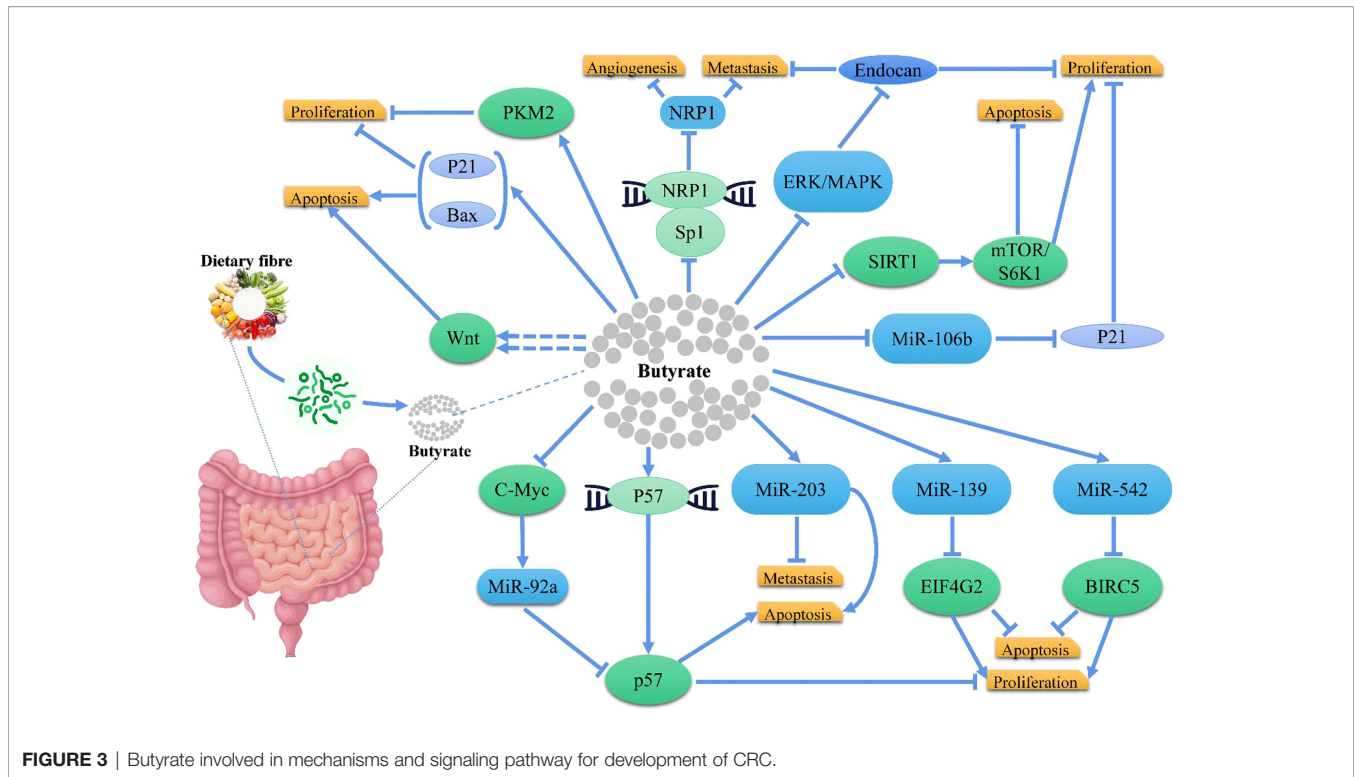 Angiogenesis
Metastasis
Endocan
Proliferation
Proliferation
PKM2
NRP1
Apoptosis
P21
Bax
NRP1
Sp1
ERK/MAPK
Apoptosis
SIRT1
mTOR/
S6K1
Dietary fibre
Wnt
MiR-106b
P21
Butyrate
Butyrate
C-Myc
P57
MiR-203
MiR-139
MiR-542
MiR-92a
Metastasis
EIF4G2
BIRC5
Apoptosis
Apoptosis
p57
Proliferation
FIGURE 3 | Butyrate involved in mechanisms and signaling pathway for development of CRC.